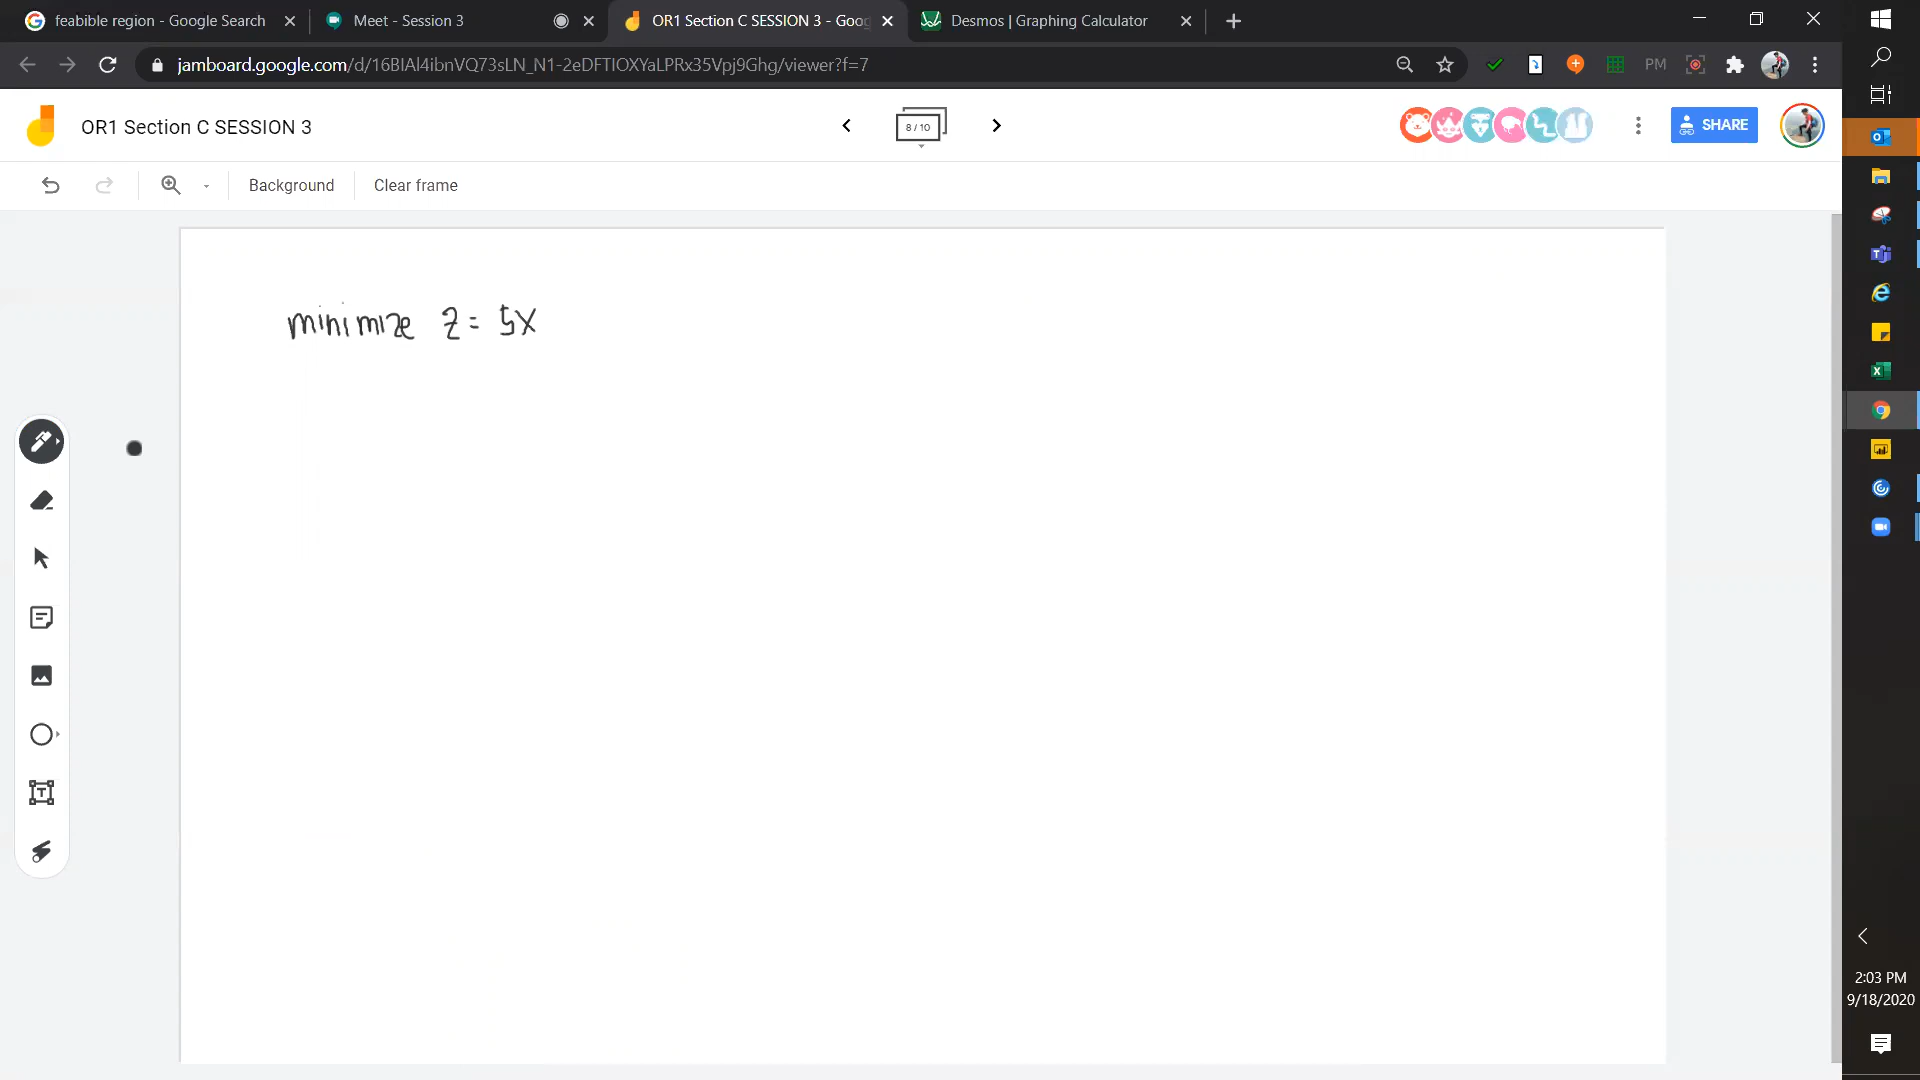 feabible region - Google Search
Meet - Session 3
OR1 Section C SESSION 3 - Goog
Desmos | Graphing Calculator
jamboard.google.com/d/16BIAl4ibnVQ73sLN_N1-2eDFTIOXYaLPRx35Vpj9Ghg/viewer?f=7
PM
OR1 Section C SESSION 3
8 / 10
SHARE
Background
Clear frame
minimize Z = 5X
2:03 PM
9/18/2020